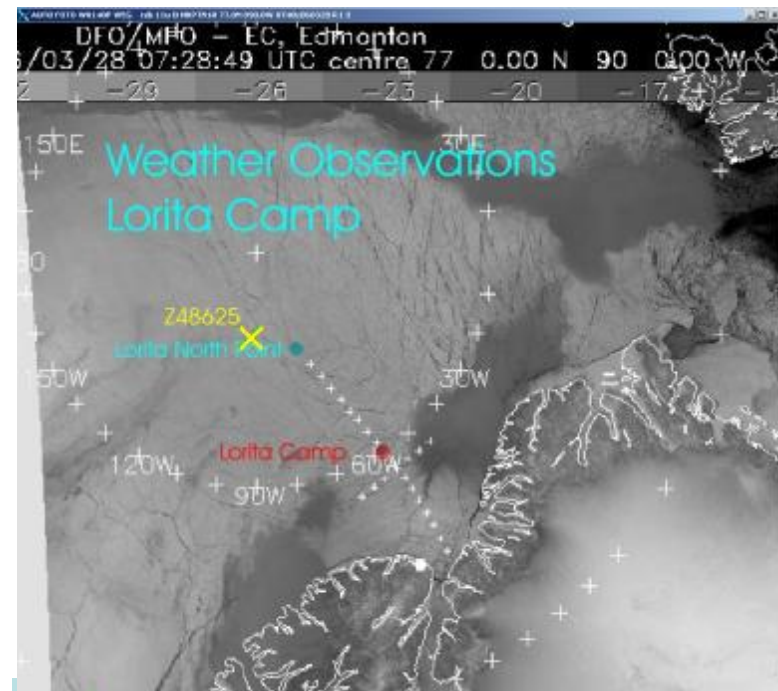 DFO/MHO - EC, Edmonton
/03/28 07:28:49 UTC centre 77 0.00 N 90 0.00 W
-29 -26 -23 -20 -17
150E 30E
Weather Observations
Lorita Camp
Z48625
Lorita North Point
150W 30W
Lorita Camp
120W 60W
90W